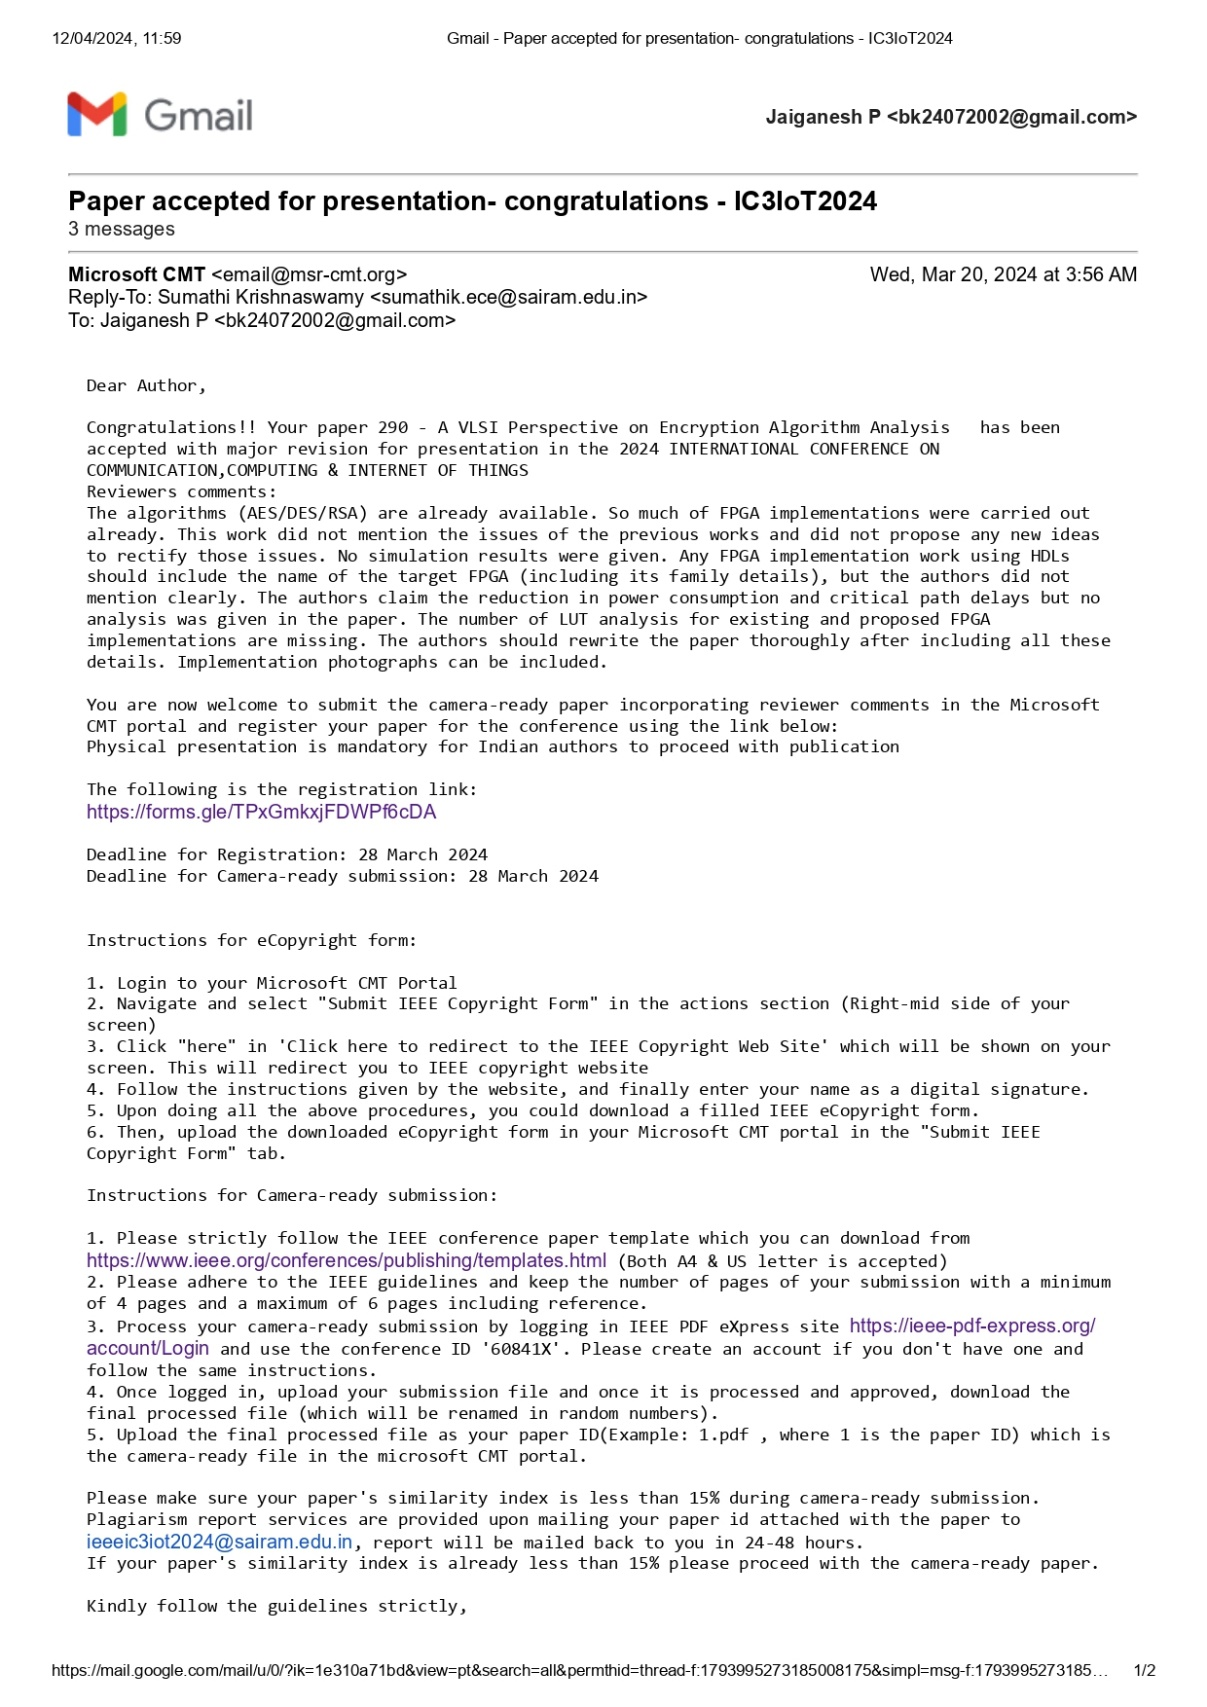 12/04/2024, 11:59
Gmail - Paper accepted for presentation- congratulations - IC3IoT2024
Gmail
Jaiganesh P <bk24072002@gmail.com>
Paper accepted for presentation- congratulations - IC3IoT2024
3 messages
Microsoft CMT <email@msr-cmt.org>
Wed, Mar 20, 2024 at 3:56 AM
Reply-To: Sumathi Krishnaswamy <sumathik.ece@sairam.edu.in>
To: Jaiganesh P <bk24072002@gmail.com>
Dear Author,
Congratulations!! Your paper 290 - A VLSI Perspective on Encryption Algorithm Analysis   has been
accepted with major revision for presentation in the 2024 INTERNATIONAL CONFERENCE ON
COMMUNICATION,COMPUTING & INTERNET OF THINGS
Reviewers comments:
The algorithms (AES/DES/RSA) are already available. So much of FPGA implementations were carried out
already. This work did not mention the issues of the previous works and did not propose any new ideas
to rectify those issues. No simulation results were given. Any FPGA implementation work using HDLs
should include the name of the target FPGA (including its family details), but the authors did not
mention clearly. The authors claim the reduction in power consumption and critical path delays but no
analysis was given in the paper. The number of LUT analysis for existing and proposed FPGA
implementations are missing. The authors should rewrite the paper thoroughly after including all these
details. Implementation photographs can be included.
You are now welcome to submit the camera-ready paper incorporating reviewer comments in the Microsoft
CMT portal and register your paper for the conference using the link below:
Physical presentation is mandatory for Indian authors to proceed with publication
The following is the registration link:
https://forms.gle/TPxGmkxjFDWPf6cDA
Deadline for Registration: 28 March 2024
Deadline for Camera-ready submission: 28 March 2024
Instructions for eCopyright form:
1. Login to your Microsoft CMT Portal
2. Navigate and select "Submit IEEE Copyright Form" in the actions section (Right-mid side of your
screen)
3. Click "here" in 'Click here to redirect to the IEEE Copyright Web Site' which will be shown on your
screen. This will redirect you to IEEE copyright website
4. Follow the instructions given by the website, and finally enter your name as a digital signature.
5. Upon doing all the above procedures, you could download a filled IEEE eCopyright form.
6. Then, upload the downloaded eCopyright form in your Microsoft CMT portal in the "Submit IEEE
Copyright Form" tab.
Instructions for Camera-ready submission:
1. Please strictly follow the IEEE conference paper template which you can download from
https://www.ieee.org/conferences/publishing/templates.html (Both A4 & US letter is accepted)
2. Please adhere to the IEEE guidelines and keep the number of pages of your submission with a minimum
of 4 pages and a maximum of 6 pages including reference.
3. Process your camera-ready submission by logging in IEEE PDF eXpress site https://ieee-pdf-express.org/
account/Login and use the conference ID '60841X'. Please create an account if you don't have one and
follow the same instructions.
4. Once logged in, upload your submission file and once it is processed and approved, download the
final processed file (which will be renamed in random numbers).
5. Upload the final processed file as your paper ID(Example: 1.pdf , where 1 is the paper ID) which is
the camera-ready file in the microsoft CMT portal.
Please make sure your paper's similarity index is less than 15% during camera-ready submission.
Plagiarism report services are provided upon mailing your paper id attached with the paper to
ieeeic3iot2024@sairam.edu.in, report will be mailed back to you in 24-48 hours.
If your paper's similarity index is already less than 15% please proceed with the camera-ready paper.
Kindly follow the guidelines strictly,
https://mail.google.com/mail/u/0/?ik=1e310a71bd&view=pt&search=all&permthid=thread-f:1793995273185008175&simpl=msg-f:1793995273185…
1/2